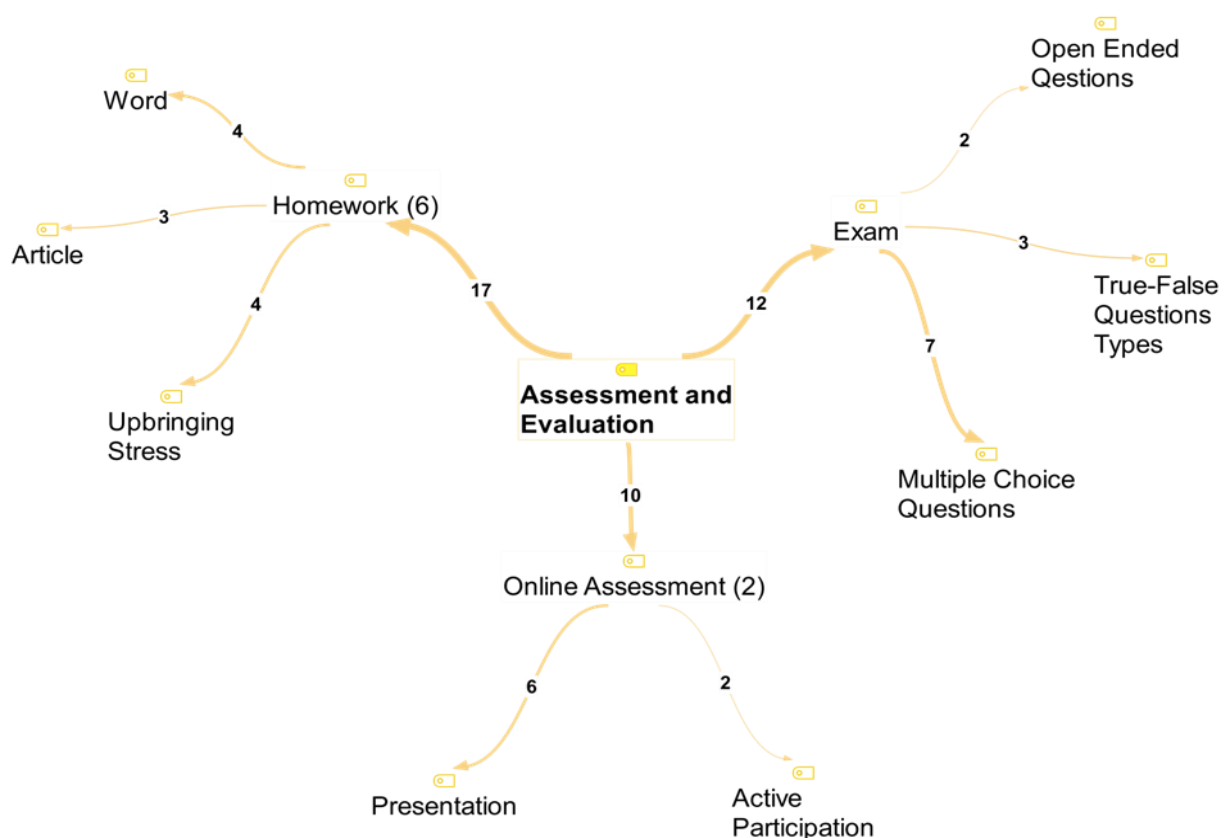 Open Ended
Qestions
Word
4
2
Homework (6)
3
Article
Exam
3
True-False
Questions
Types
17
12
4
7
Assessment and
Evaluation
Upbringing
Stress
Multiple Choice
Questions
10
Online Assessment (2)
6
2
Presentation
Active
Participation